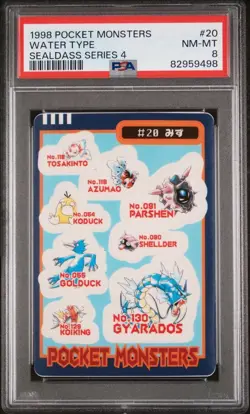 1998 POCKET MONSTERS #20
WATER TYPE NM-MT
SEALDASS SERIES 4 PSA 8
82959498
#20 みず
No.118
TOSAKINTO
No.119
AZUMAO
No.091
PARSHEN
No.054
KODUCK
No.090
SHELLDER
No.055
GOLDUCK
No.130
GYARADOS
No.129
KOIKING
POCKET MONSTERS